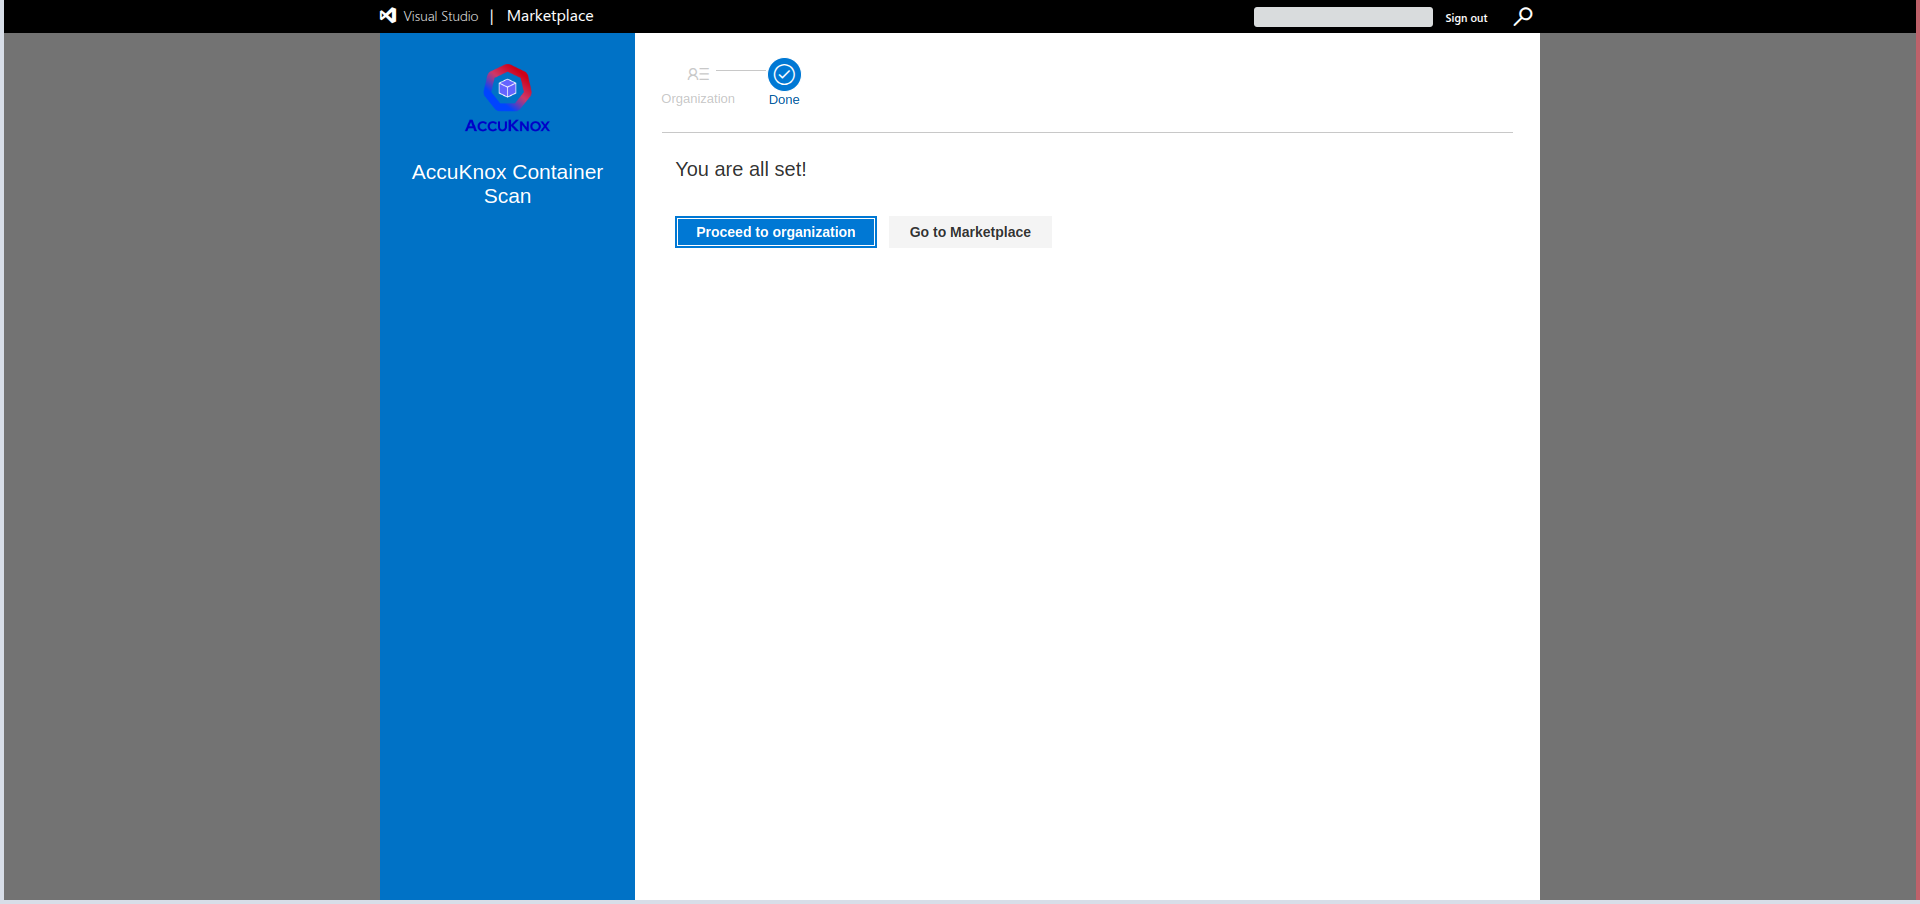 Visual Studio | Marketplace
Sign out
ACCUKNOX
AccuKnox Container
Scan
Organization
Done
You are all set!
Proceed to organization
Go to Marketplace